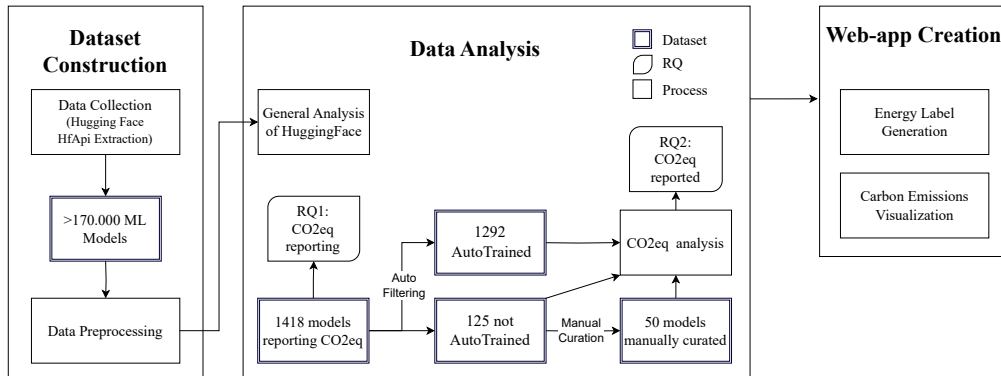 Dataset
Construction
Data Collection
(Hugging Face
HfApi Extraction)
>170.000 ML
Models
Data Preprocessing
Data Analysis
Dataset
RQ
Process
General Analysis
of HuggingFace
RQ1:
CO2eq
reporting
RQ2:
CO2eq
reported
1292
AutoTrained
CO2eq analysis
Auto
Filtering
1418 models
reporting CO2eq
125 not
AutoTrained
Manual
Curation
50 models
manually curated
Web-app Creation
Energy Label
Generation
Carbon Emissions
Visualization